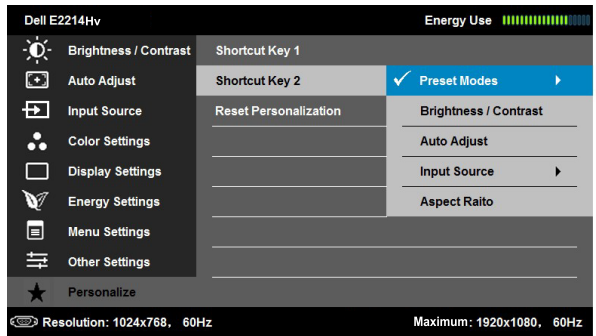 Dell E2214Hv Energy Use
Brightness / Contrast Shortcut Key 1
Auto Adjust Shortcut Key 2 Preset Modes
Input Source Reset Personalization Brightness / Contrast
Color Settings Auto Adjust
Display Settings Input Source
Energy Settings Aspect Raito
Menu Settings
Other Settings
Personalize
Resolution: 1024x768, 60Hz Maximum: 1920x1080, 60Hz